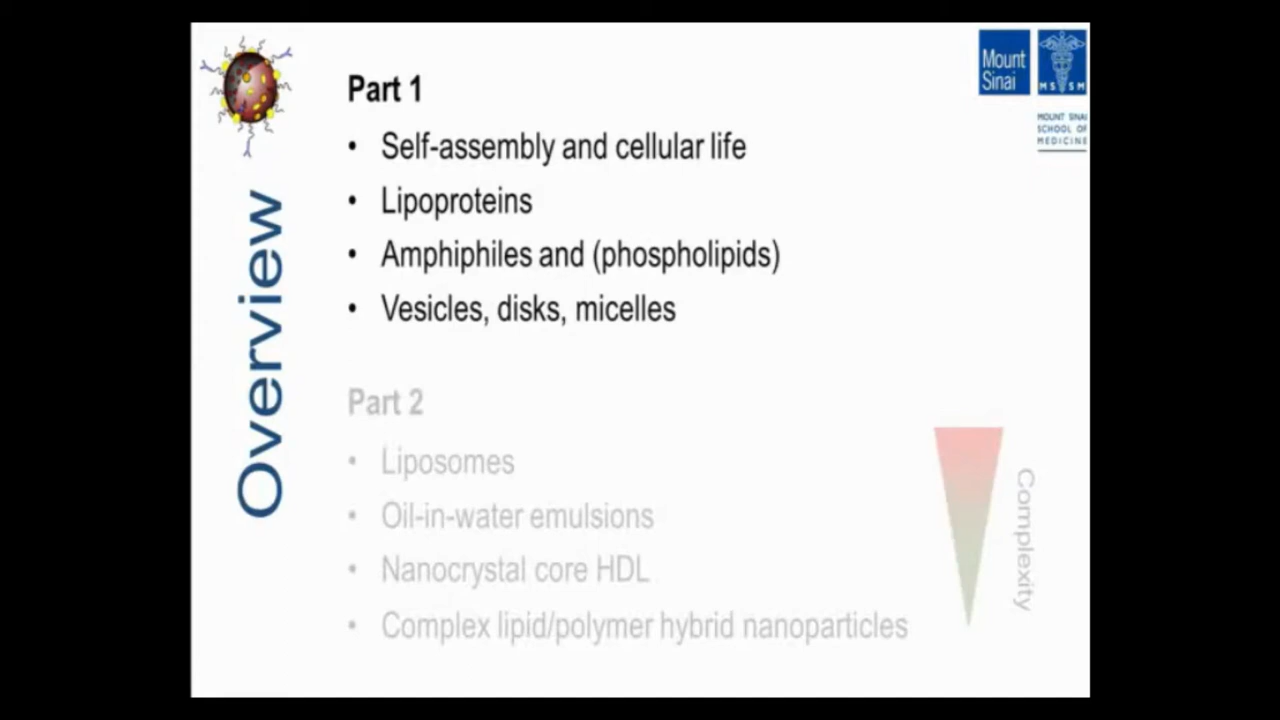 Overview
Part 1
• Self-assembly and cellular life
• Lipoproteins
• Amphiphiles and (phospholipids)
• Vesicles, disks, micelles
Part 2
• Liposomes
• Oil-in-water emulsions
• Nanocrystal core HDL
• Complex lipid/polymer hybrid nanoparticles
Complexity
Mount
Sinai
MSSM
MOUNT SINAI
SCHOOL OF
MEDICINE